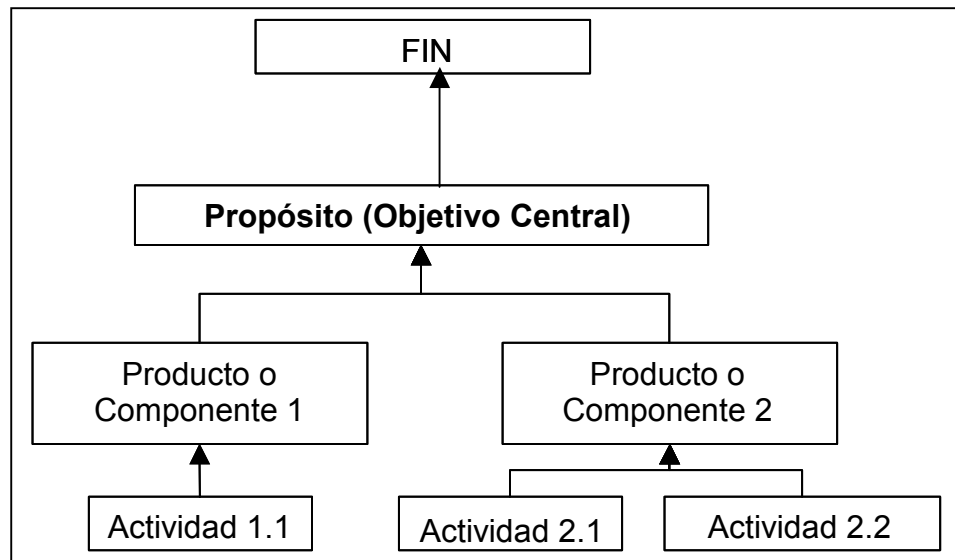 FIN
Propósito (Objetivo Central)
Producto o
Componente 1
Producto o
Componente 2
Actividad 1.1
Actividad 2.1
Actividad 2.2